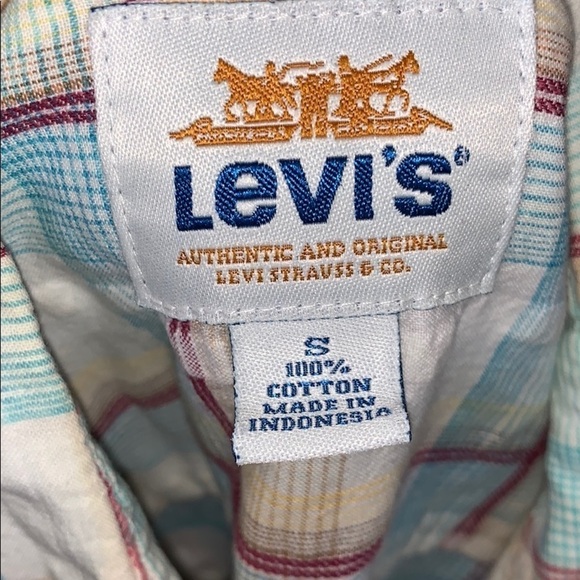 Levi's®
AUTHENTIC AND ORIGINAL
LEVI STRAUSS & CO.
S
100%
COTTON
MADE IN
INDONESIA